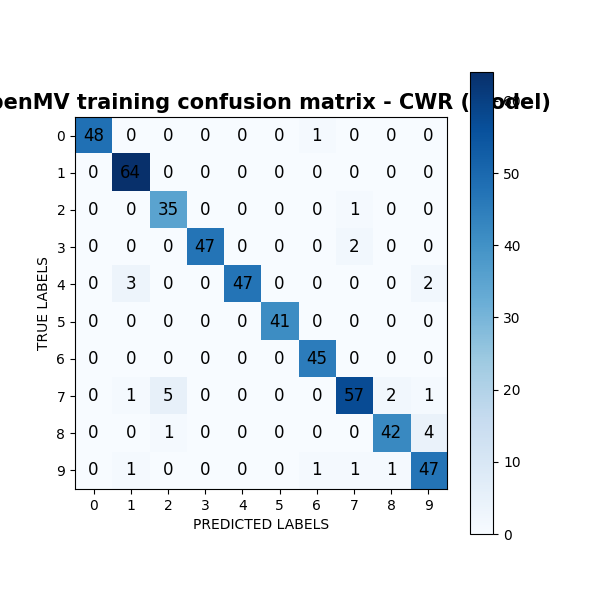 penMV training confusion matrix - CWR ( odel)
0 48 0 0 0 0 0 1 0 0 0
1 0 64 0 0 0 0 0 0 0 0
2 0 0 35 0 0 0 0 1 0 0
3 0 0 0 47 0 0 0 2 0 0
4 0 3 0 0 47 0 0 0 0 2
5 0 0 0 0 0 41 0 0 0 0
6 0 0 0 0 0 0 45 0 0 0
7 0 1 5 0 0 0 0 57 2 1
8 0 0 1 0 0 0 0 0 42 4
9 0 1 0 0 0 0 1 1 1 47
0 1 2 3 4 5 6 7 8 9
PREDICTED LABELS
TRUE LABELS
60
50
40
30
20
10
0